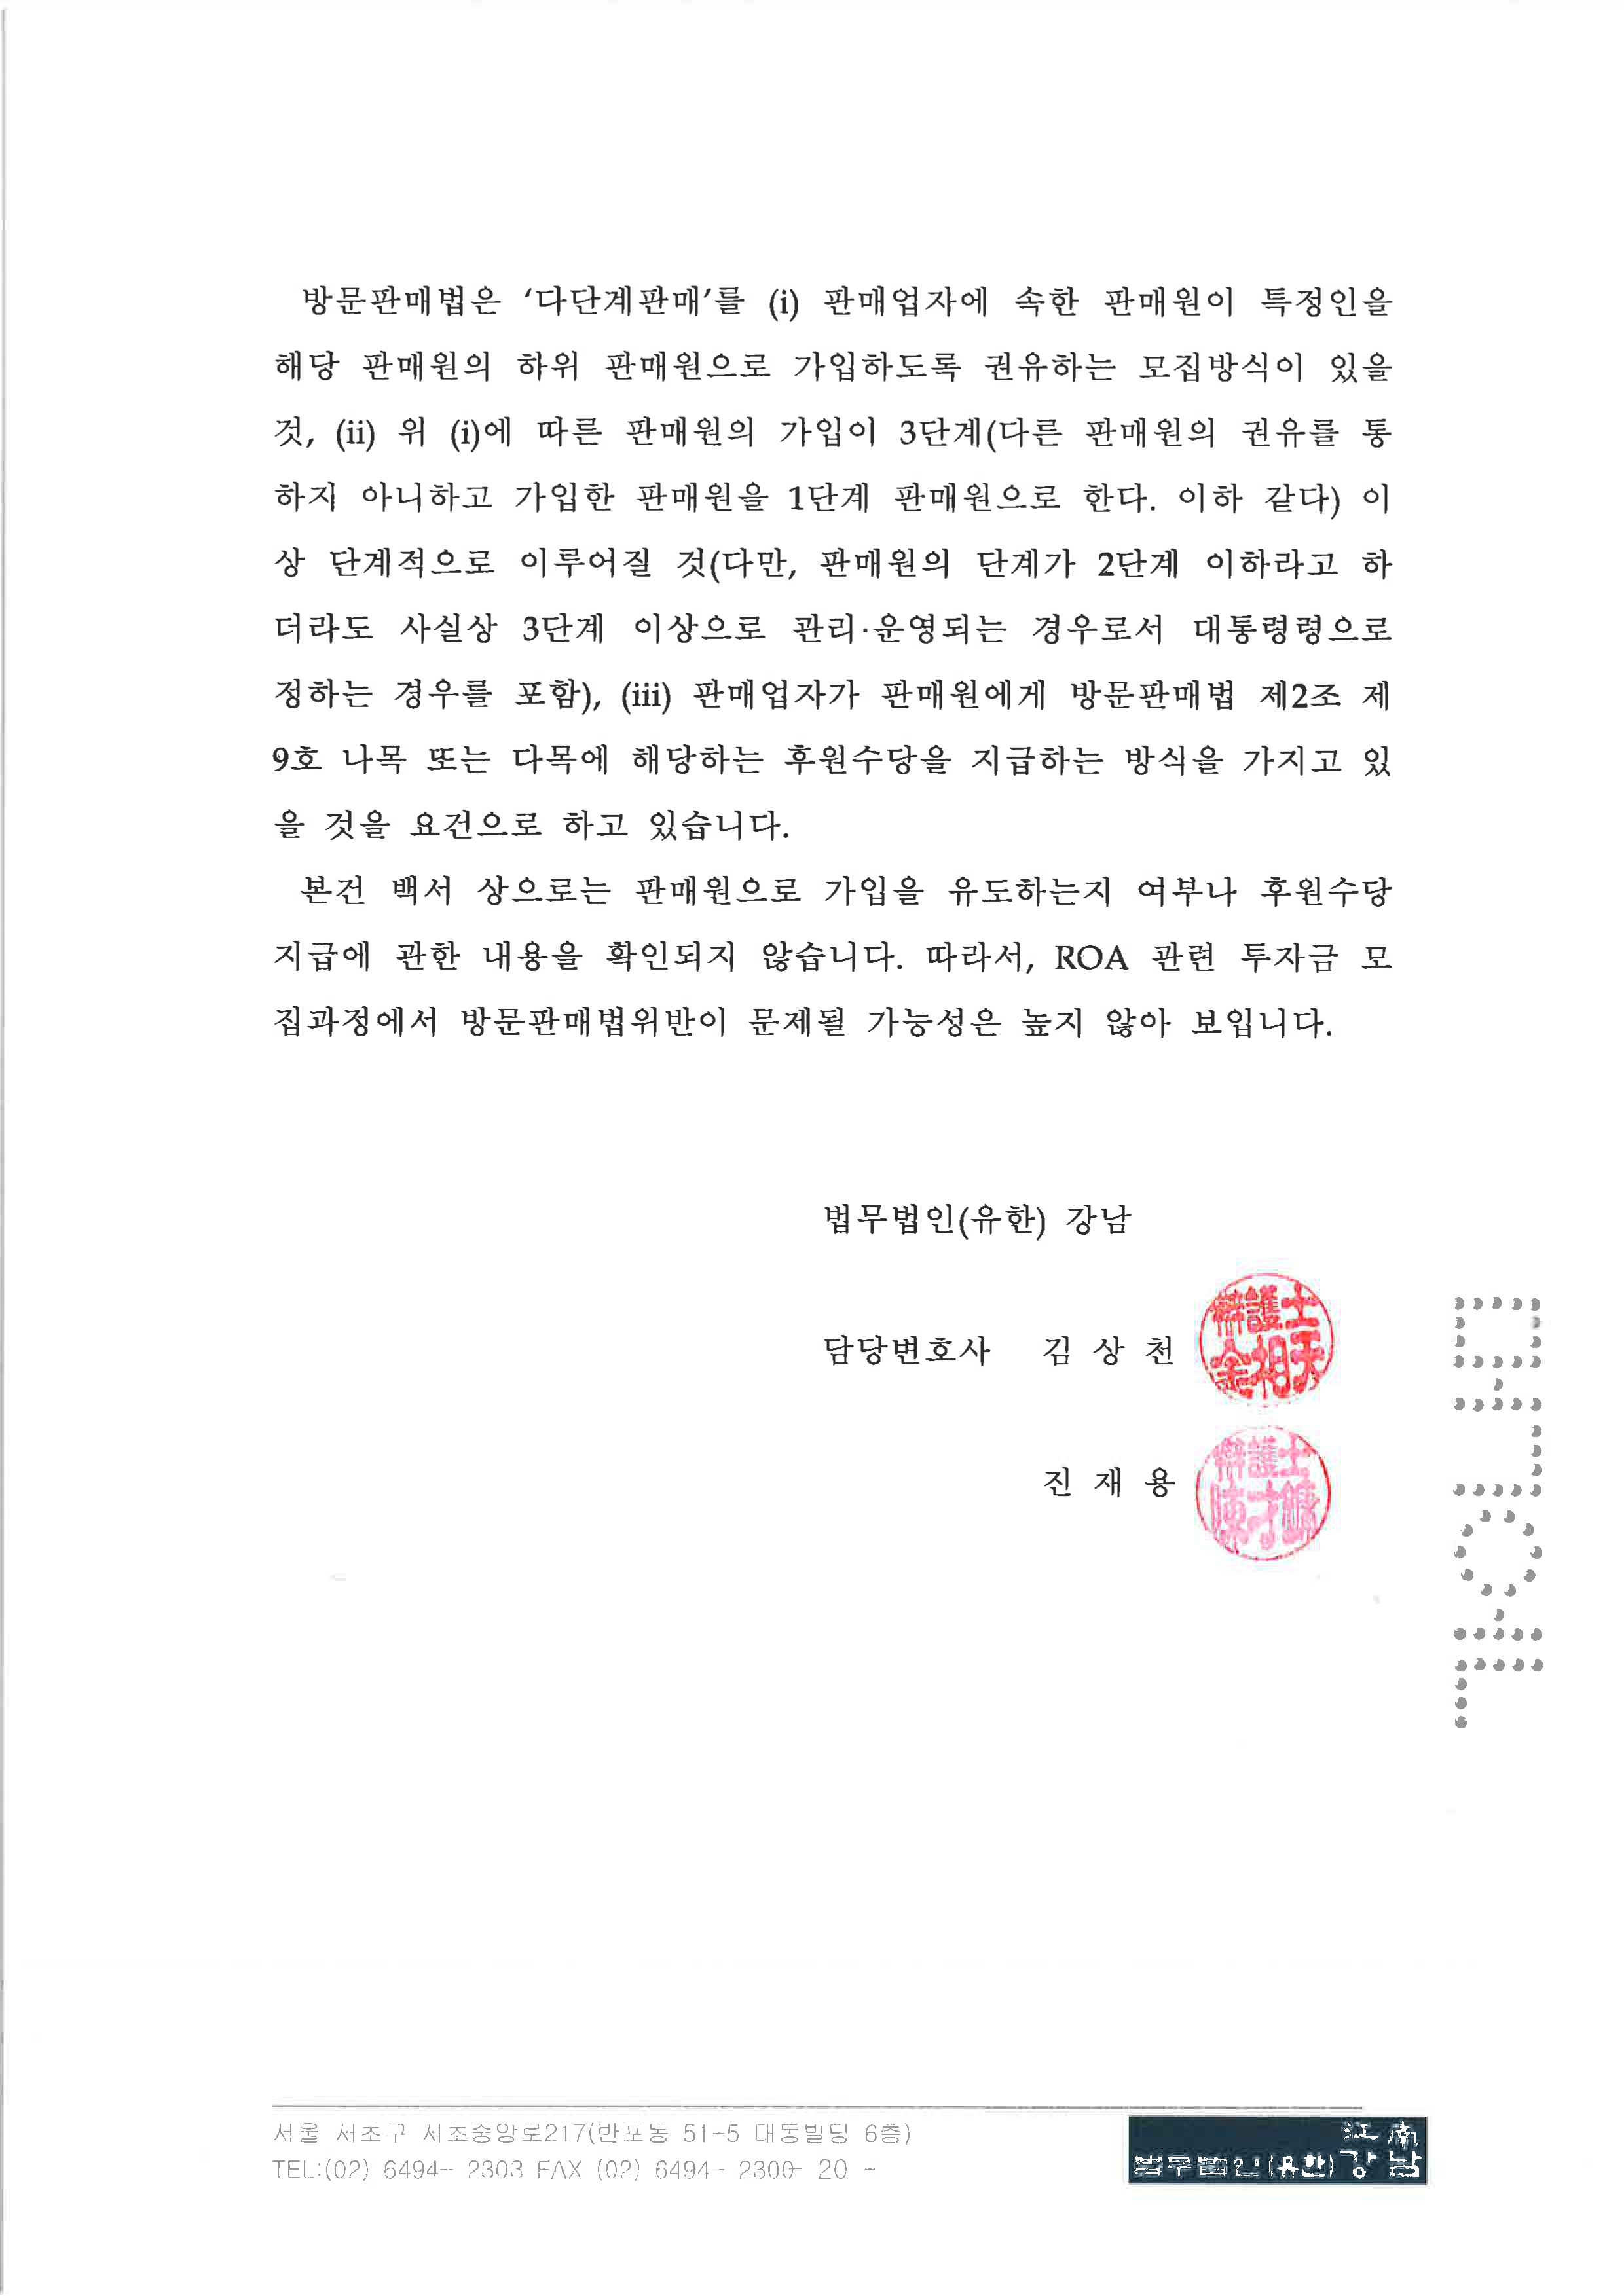 방문판매법은 '다단계판매'를 (i) 판매업자에 속한 판매원이 특정인을
해당 판매원의 하위 판매원으로 가입하도록 권유하는 모집방식이 있을
것, (ii) 위 (i)에 따른 판매원의 가입이 3단계(다른 판매원의 권유를 통
하지 아니하고 가입한 판매원을 1단계 판매원으로 한다. 이하 같다) 이
상 단계적으로 이루어질 것(다만, 판매원의 단계가 2단계 이하라고 하
더라도 사실상 3단계 이상으로 관리·운영되는 경우로서 대통령령으로
정하는 경우를 포함), (iii) 판매업자가 판매원에게 방문판매법 제2조 제
9호 나목 또는 다목에 해당하는 후원수당을 지급하는 방식을 가지고 있
을 것을 요건으로 하고 있습니다.
본건 백서 상으로는 판매원으로 가입을 유도하는지 여부나 후원수당
지급에 관한 내용을 확인되지 않습니다. 따라서, ROA 관련 투자금 모
집과정에서 방문판매법위반이 문제될 가능성은 높지 않아 보입니다.
법무법인(유한) 강남
담당변호사 김 상 천
辯護士
金相天
진 재 용
辯護士
서울 서초구 서초중앙로217(반포동 51-5 대동빌딩 6층)
TEL:(02) 6494- 2303 FAX (02) 6494- 2300- 20 -
江南
법무법인(유한)강남